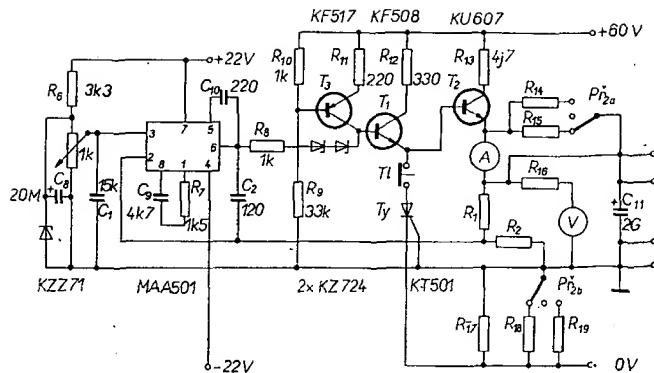 KF517 KF508 KU607
+60V
+22V
R10
1k
R11
220
R12
330
R13
4j7
R6
3k3
C10 220
T3
T1
T2
R14
R15
Př2a
7 5
3
2
6
8 1 4
R8
1k
1k
A
R16
20M
C8
15k
C1
C9
4k7
R7
1k5
C2
120
R9
33k
Tl
Ty
R1
R2
V
C11
2G
KZZ71 MAA501 2x KZ724 KT501
Př2b
R17
R18
R19
-22V
0V